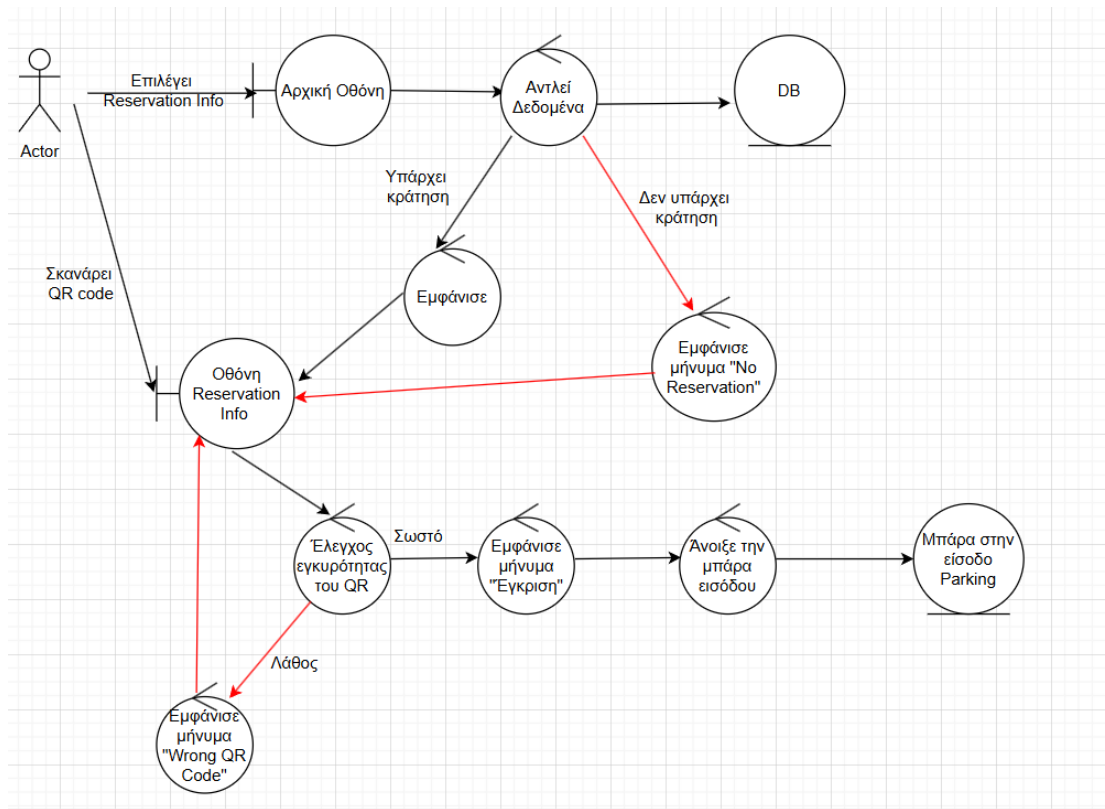 Επιλέγει
Reservation Info
Αρχική Οθόνη
Αντλεί
Δεδομένα
DB
Actor
Υπάρχει
κράτηση
Δεν υπάρχει
κράτηση
Σκανάρει
QR code
Εμφάνισε
Εμφάνισε
μήνυμα "No
Reservation"
Οθόνη
Reservation
Info
Έλεγχος
εγκυρότητας
του QR
Σωστό
Εμφάνισε
μήνυμα
"Έγκριση"
Άνοιξε την
μπάρα
εισόδου
Μπάρα στην
είσοδο
Parking
Λάθος
Εμφάνισε
μήνυμα
"Wrong QR
Code"